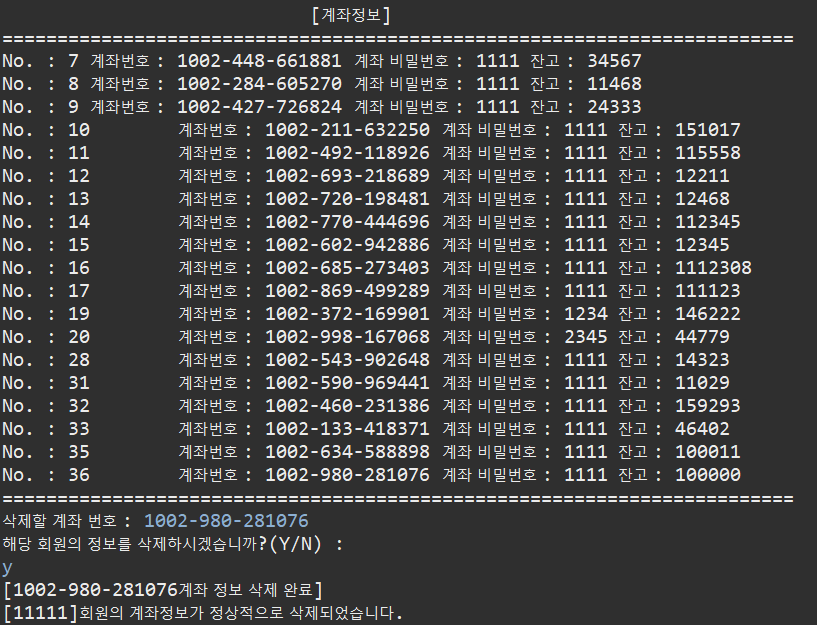 [계좌정보]
========================================================================
No. : 7 계좌번호 : 1002-448-661881 계좌 비밀번호 : 1111 잔고 : 34567
No. : 8 계좌번호 : 1002-284-605270 계좌 비밀번호 : 1111 잔고 : 11468
No. : 9 계좌번호 : 1002-427-726824 계좌 비밀번호 : 1111 잔고 : 24333
No. : 10 계좌번호 : 1002-211-632250 계좌 비밀번호 : 1111 잔고 : 151017
No. : 11 계좌번호 : 1002-492-118926 계좌 비밀번호 : 1111 잔고 : 115558
No. : 12 계좌번호 : 1002-693-218689 계좌 비밀번호 : 1111 잔고 : 12211
No. : 13 계좌번호 : 1002-720-198481 계좌 비밀번호 : 1111 잔고 : 12468
No. : 14 계좌번호 : 1002-770-444696 계좌 비밀번호 : 1111 잔고 : 112345
No. : 15 계좌번호 : 1002-602-942886 계좌 비밀번호 : 1111 잔고 : 12345
No. : 16 계좌번호 : 1002-685-273403 계좌 비밀번호 : 1111 잔고 : 1112308
No. : 17 계좌번호 : 1002-869-499289 계좌 비밀번호 : 1111 잔고 : 111123
No. : 19 계좌번호 : 1002-372-169901 계좌 비밀번호 : 1234 잔고 : 146222
No. : 20 계좌번호 : 1002-998-167068 계좌 비밀번호 : 2345 잔고 : 44779
No. : 28 계좌번호 : 1002-543-902648 계좌 비밀번호 : 1111 잔고 : 14323
No. : 31 계좌번호 : 1002-590-969441 계좌 비밀번호 : 1111 잔고 : 11029
No. : 32 계좌번호 : 1002-460-231386 계좌 비밀번호 : 1111 잔고 : 159293
No. : 33 계좌번호 : 1002-133-418371 계좌 비밀번호 : 1111 잔고 : 46402
No. : 35 계좌번호 : 1002-634-588898 계좌 비밀번호 : 1111 잔고 : 100011
No. : 36 계좌번호 : 1002-980-281076 계좌 비밀번호 : 1111 잔고 : 100000
========================================================================
삭제할 계좌 번호 : 1002-980-281076
해당 회원의 정보를 삭제하시겠습니까?(Y/N) :
y
[1002-980-281076계좌 정보 삭제 완료]
[11111]회원의 계좌정보가 정상적으로 삭제되었습니다.